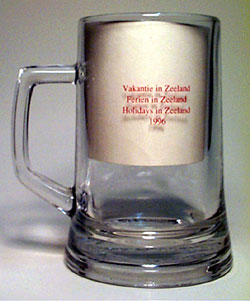 Vakantie in Zeeland
Ferien in Zeeland
Holidays in Zeeland
1996